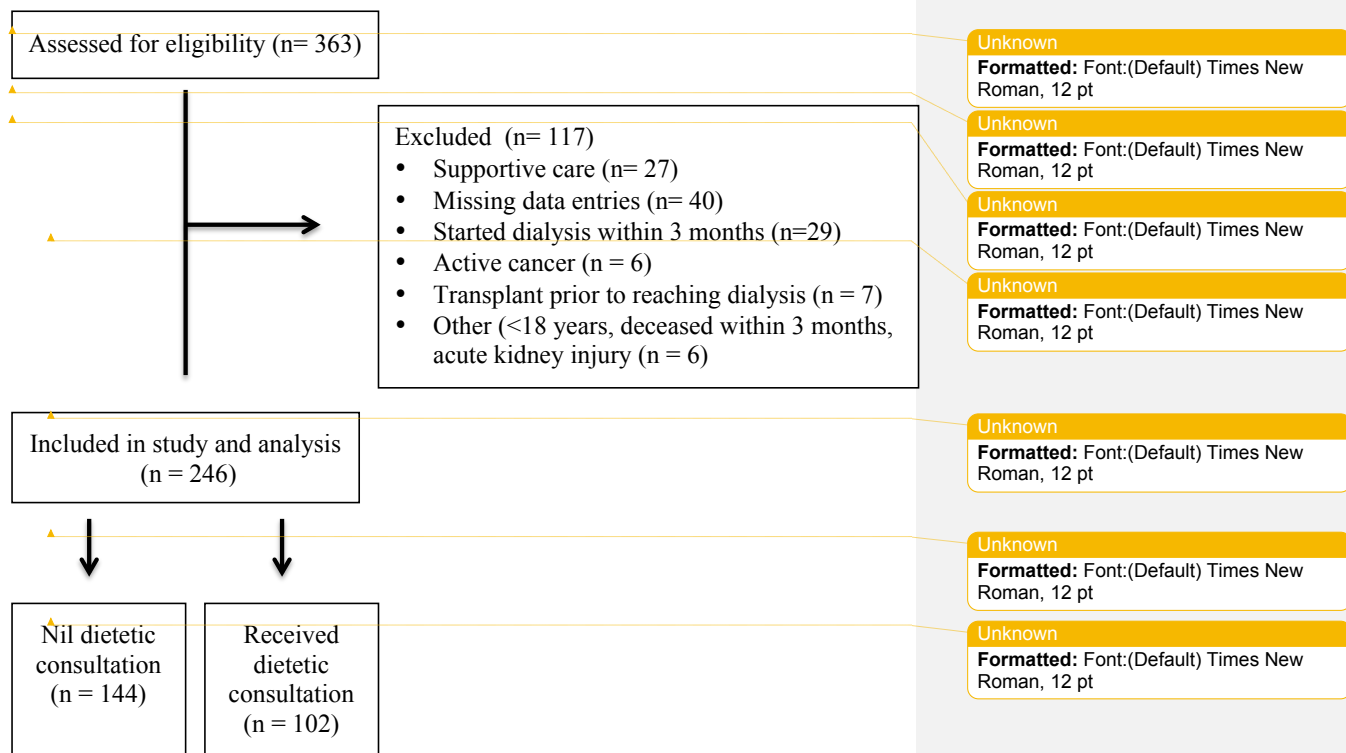 Assessed for eligibility (n= 363)
Excluded  (n= 117)
• Supportive care (n= 27)
• Missing data entries (n= 40)
• Started dialysis within 3 months (n=29)
• Active cancer (n = 6)
• Transplant prior to reaching dialysis (n = 7)
• Other (<18 years, deceased within 3 months,
acute kidney injury (n = 6)
Included in study and analysis
(n = 246)
Nil dietetic
consultation
(n = 144)
Received
dietetic
consultation
(n = 102)
Unknown
Formatted: Font:(Default) Times New
Roman, 12 pt
Unknown
Formatted: Font:(Default) Times New
Roman, 12 pt
Unknown
Formatted: Font:(Default) Times New
Roman, 12 pt
Unknown
Formatted: Font:(Default) Times New
Roman, 12 pt
Unknown
Formatted: Font:(Default) Times New
Roman, 12 pt
Unknown
Formatted: Font:(Default) Times New
Roman, 12 pt
Unknown
Formatted: Font:(Default) Times New
Roman, 12 pt